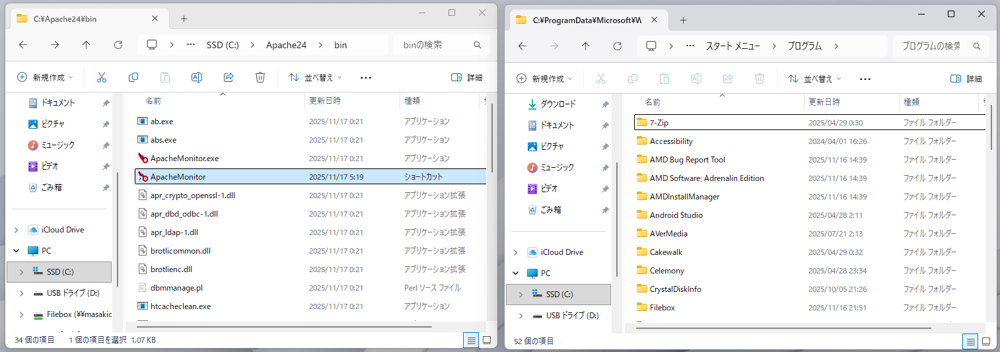 C:¥Apache24¥bin
SSD (C:) Apache24 bin
binの検索
新規作成 並べ替え 詳細
ドキュメント
ピクチャ
ミュージック
ビデオ
ごみ箱
iCloud Drive
PC
SSD (C:)
USB ドライブ (D:)
Filebox (¥¥masakic
名前 更新日時 種類
ab.exe 2025/11/17 0:21 アプリケーション
abs.exe 2025/11/17 0:21 アプリケーション
ApacheMonitor.exe 2025/11/17 0:21 アプリケーション
ApacheMonitor 2025/11/17 5:19 ショートカット
apr_crypto_openssl-1.dll 2025/11/17 0:21 アプリケーション拡張
apr_dbd_odbc-1.dll 2025/11/17 0:21 アプリケーション拡張
apr_ldap-1.dll 2025/11/17 0:21 アプリケーション拡張
brotlicommon.dll 2025/11/17 0:21 アプリケーション拡張
brotlienc.dll 2025/11/17 0:21 アプリケーション拡張
dbmmanage.pl 2025/11/17 0:21 Perl ソース ファイル
htcacheclean.exe 2025/11/17 0:21 アプリケーション
34 個の項目 1 個の項目を選択 1.07 KB
C:¥ProgramData¥Microsoft¥W
スタート メニュー プログラム
プログラムの検索
新規作成 並べ替え 詳細
ダウンロード
ドキュメント
ピクチャ
ミュージック
ビデオ
ごみ箱
iCloud Drive
PC
SSD (C:)
USB ドライブ (D:)
名前 更新日時 種類
7-Zip 2025/04/29 0:30 ファイル フォルダー
Accessibility 2024/04/01 16:26 ファイル フォルダー
AMD Bug Report Tool 2025/11/16 14:39 ファイル フォルダー
AMD Software: Adrenalin Edition 2025/11/16 14:39 ファイル フォルダー
AMDInstallManager 2025/11/16 14:39 ファイル フォルダー
Android Studio 2025/04/28 2:11 ファイル フォルダー
AVerMedia 2025/07/21 2:13 ファイル フォルダー
Cakewalk 2025/04/29 0:32 ファイル フォルダー
Celemony 2025/04/28 23:34 ファイル フォルダー
CrystalDiskInfo 2025/10/05 21:26 ファイル フォルダー
Filebox 2025/11/16 21:51 ファイル フォルダー
52 個の項目